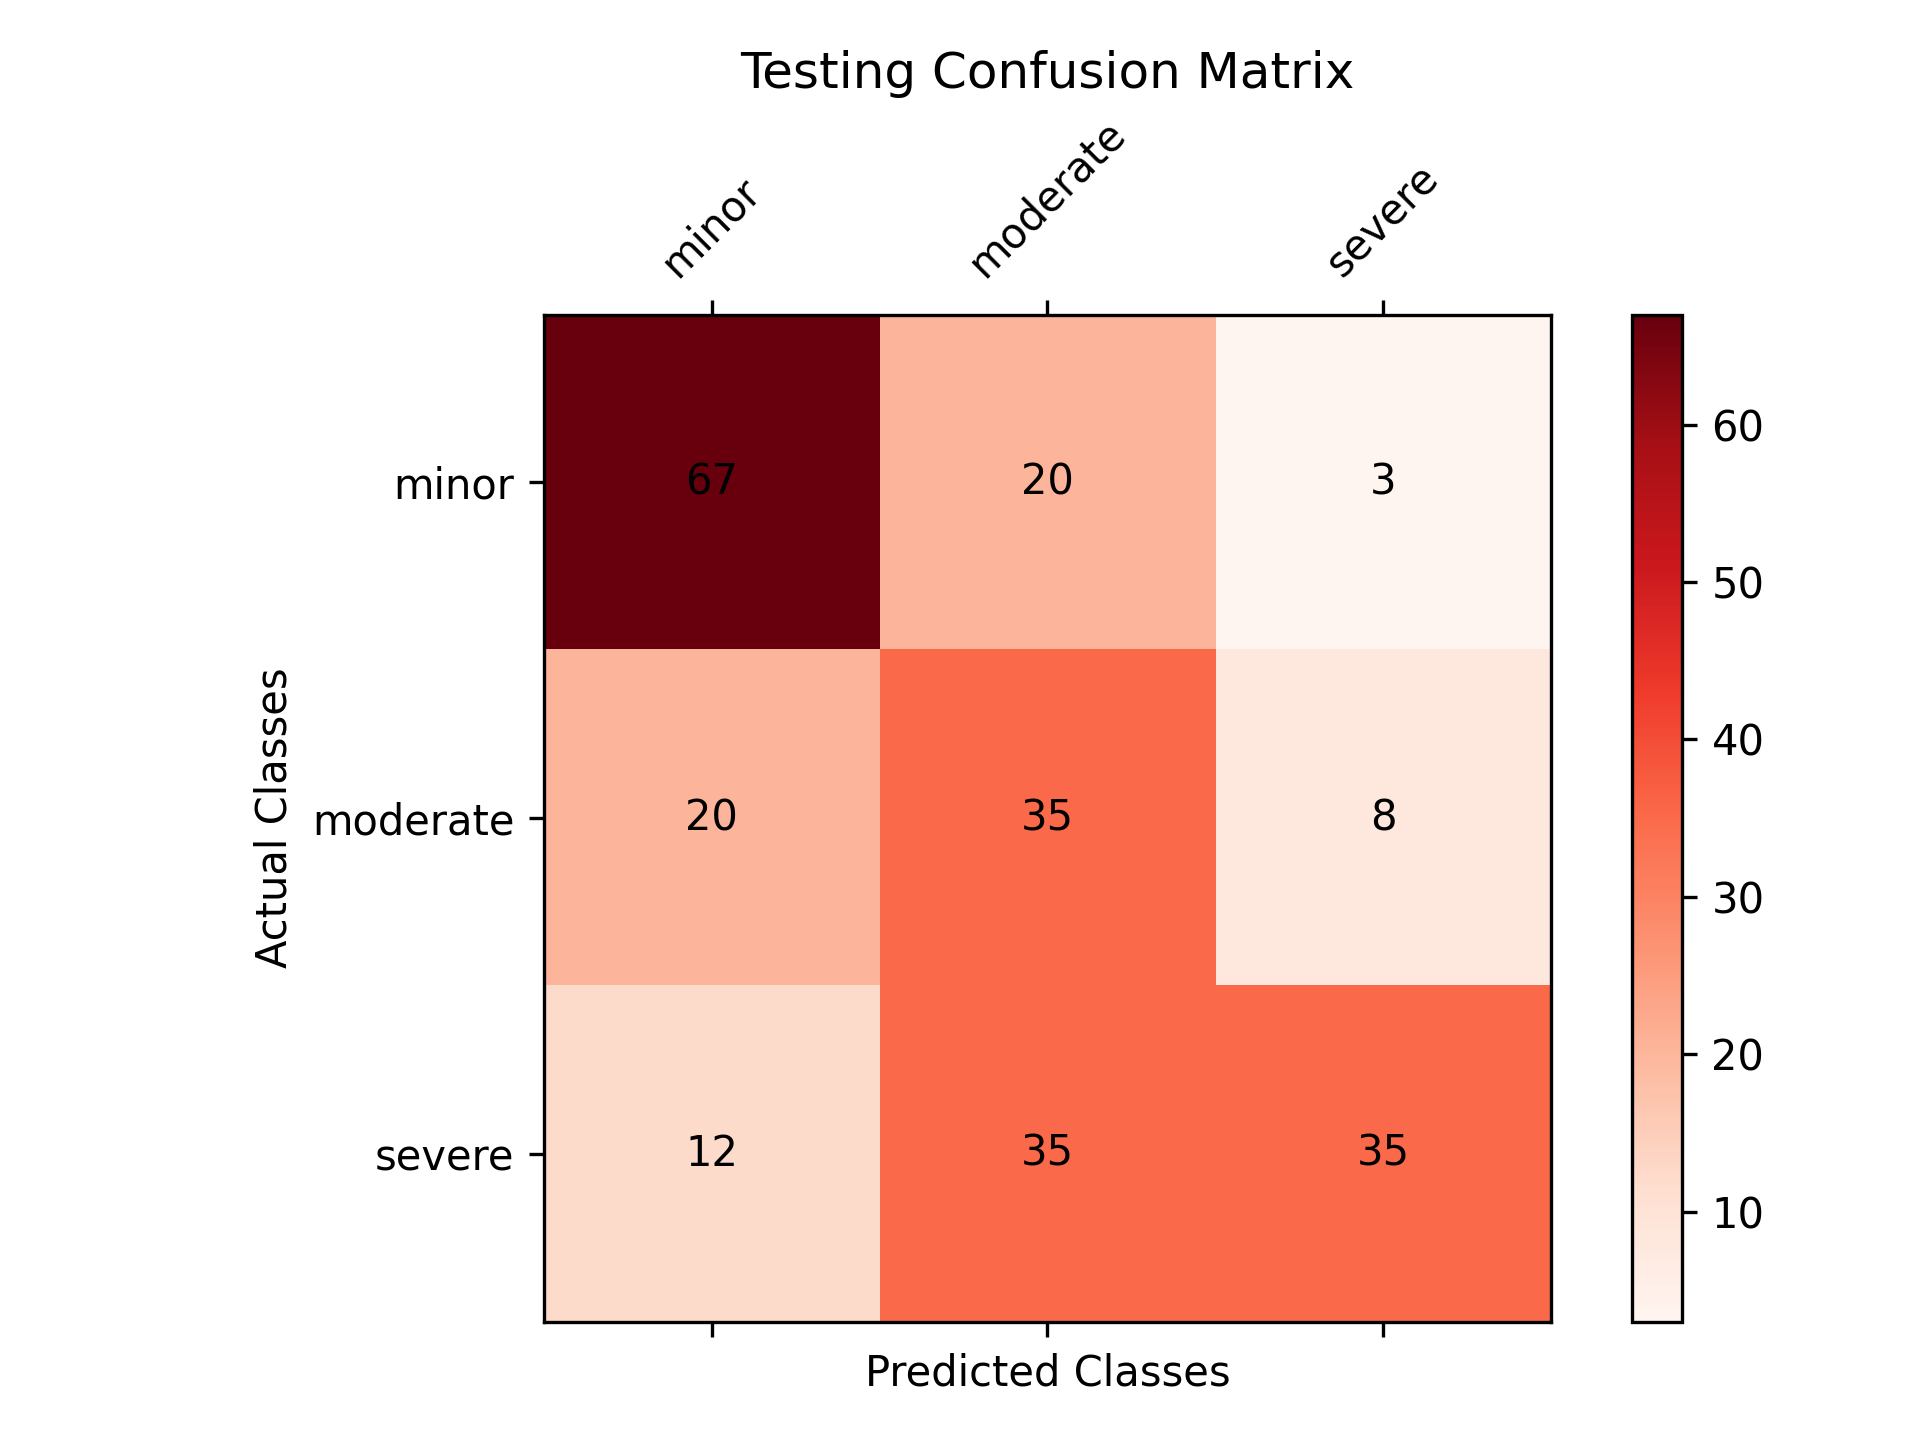 Testing Confusion Matrix
minor
moderate
severe
minor
67
20
3
moderate
20
35
8
severe
12
35
35
Actual Classes
Predicted Classes
60
50
40
30
20
10